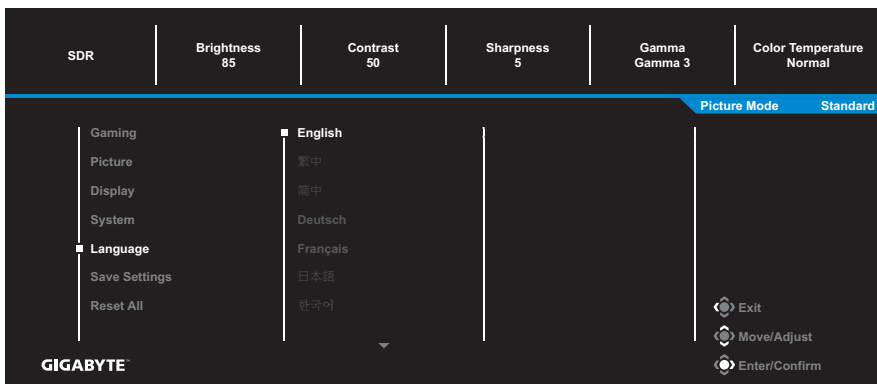 SDR
Brightness
85
Contrast
50
Sharpness
5
Gamma
Gamma 3
Color Temperature
Normal
Picture Mode Standard
Gaming
Picture
Display
System
Language
Save Settings
Reset All
English
繁中
簡中
Deutsch
Français
日本語
한국어
Exit
Move/Adjust
Enter/Confirm
GIGABYTE™